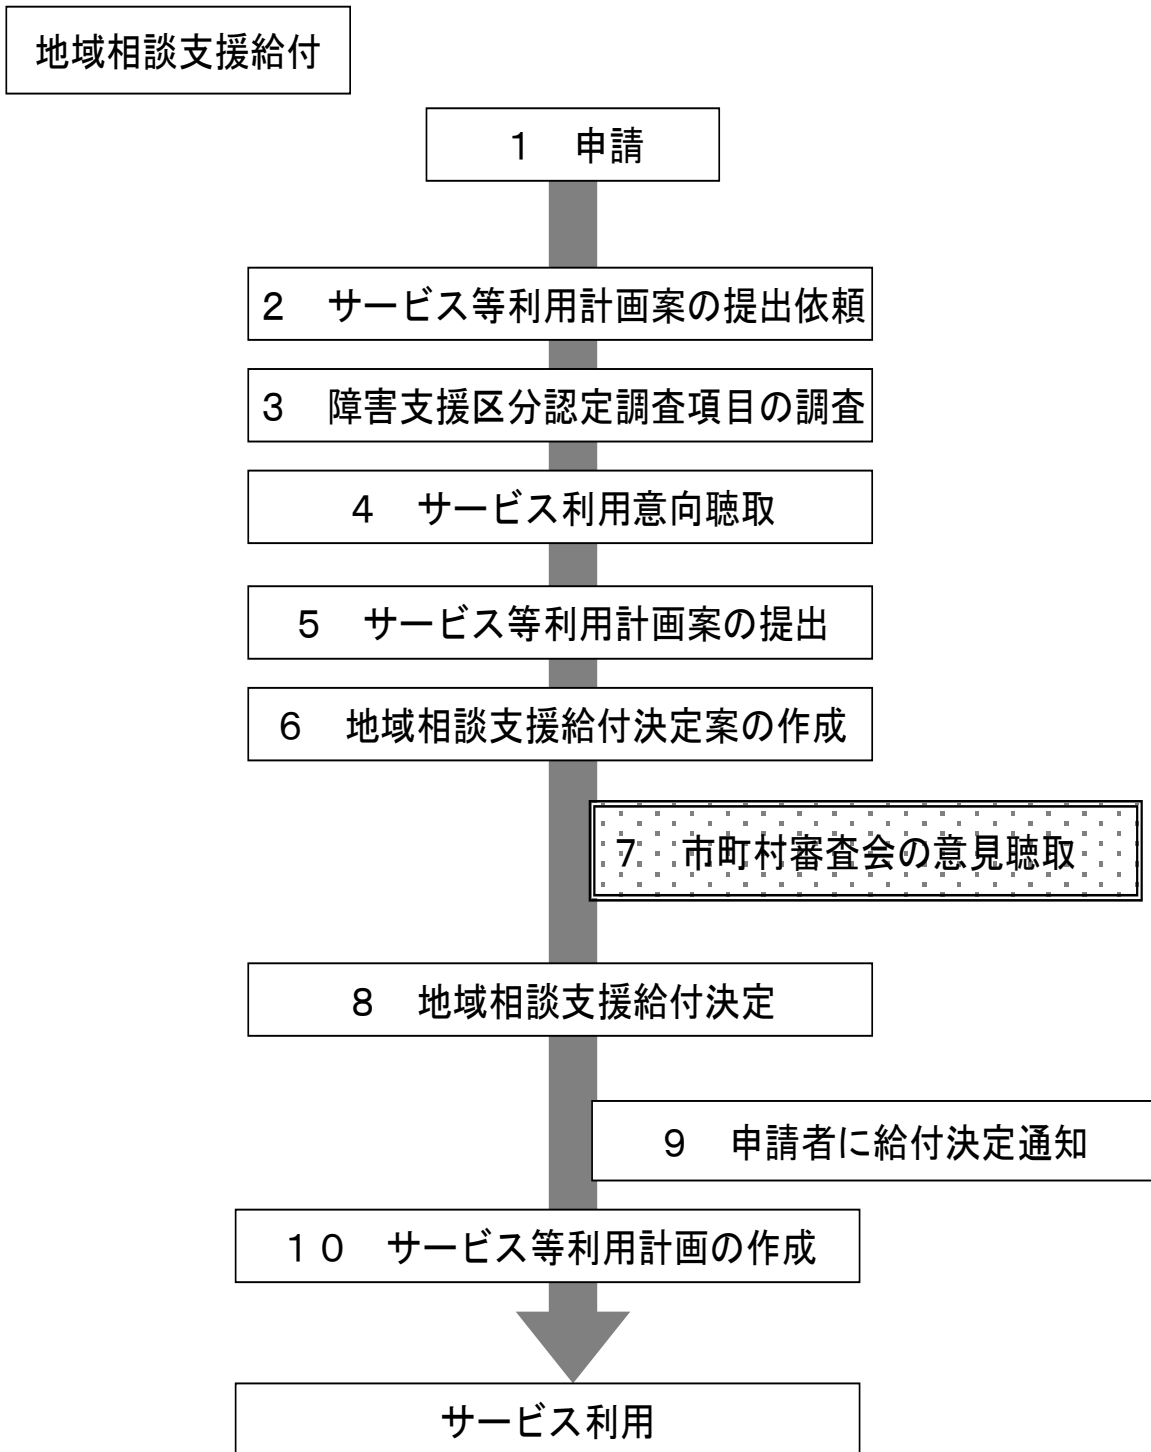 地域相談支援給付
１　申請
２　サービス等利用計画案の提出依頼
３　障害支援区分認定調査項目の調査
４　サービス利用意向聴取
５　サービス等利用計画案の提出
６　地域相談支援給付決定案の作成
７　市町村審査会の意見聴取
８　地域相談支援給付決定
９　申請者に給付決定通知
１０　サービス等利用計画の作成
サービス利用